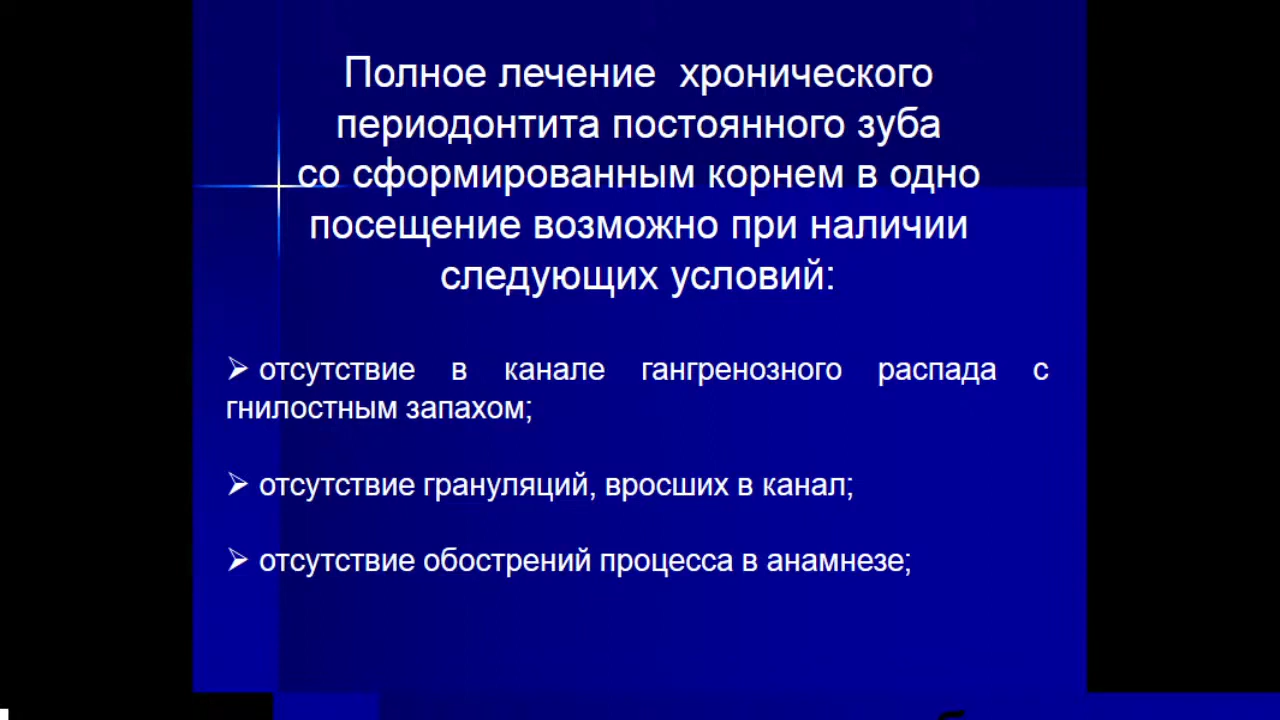 Полное лечение хронического
периодонтита постоянного зуба
со сформированным корнем в одно
посещение возможно при наличии
следующих условий:
➢ отсутствие в канале гангренозного распада с
гнилостным запахом;
➢ отсутствие грануляций, вросших в канал;
➢ отсутствие обострений процесса в анамнезе;